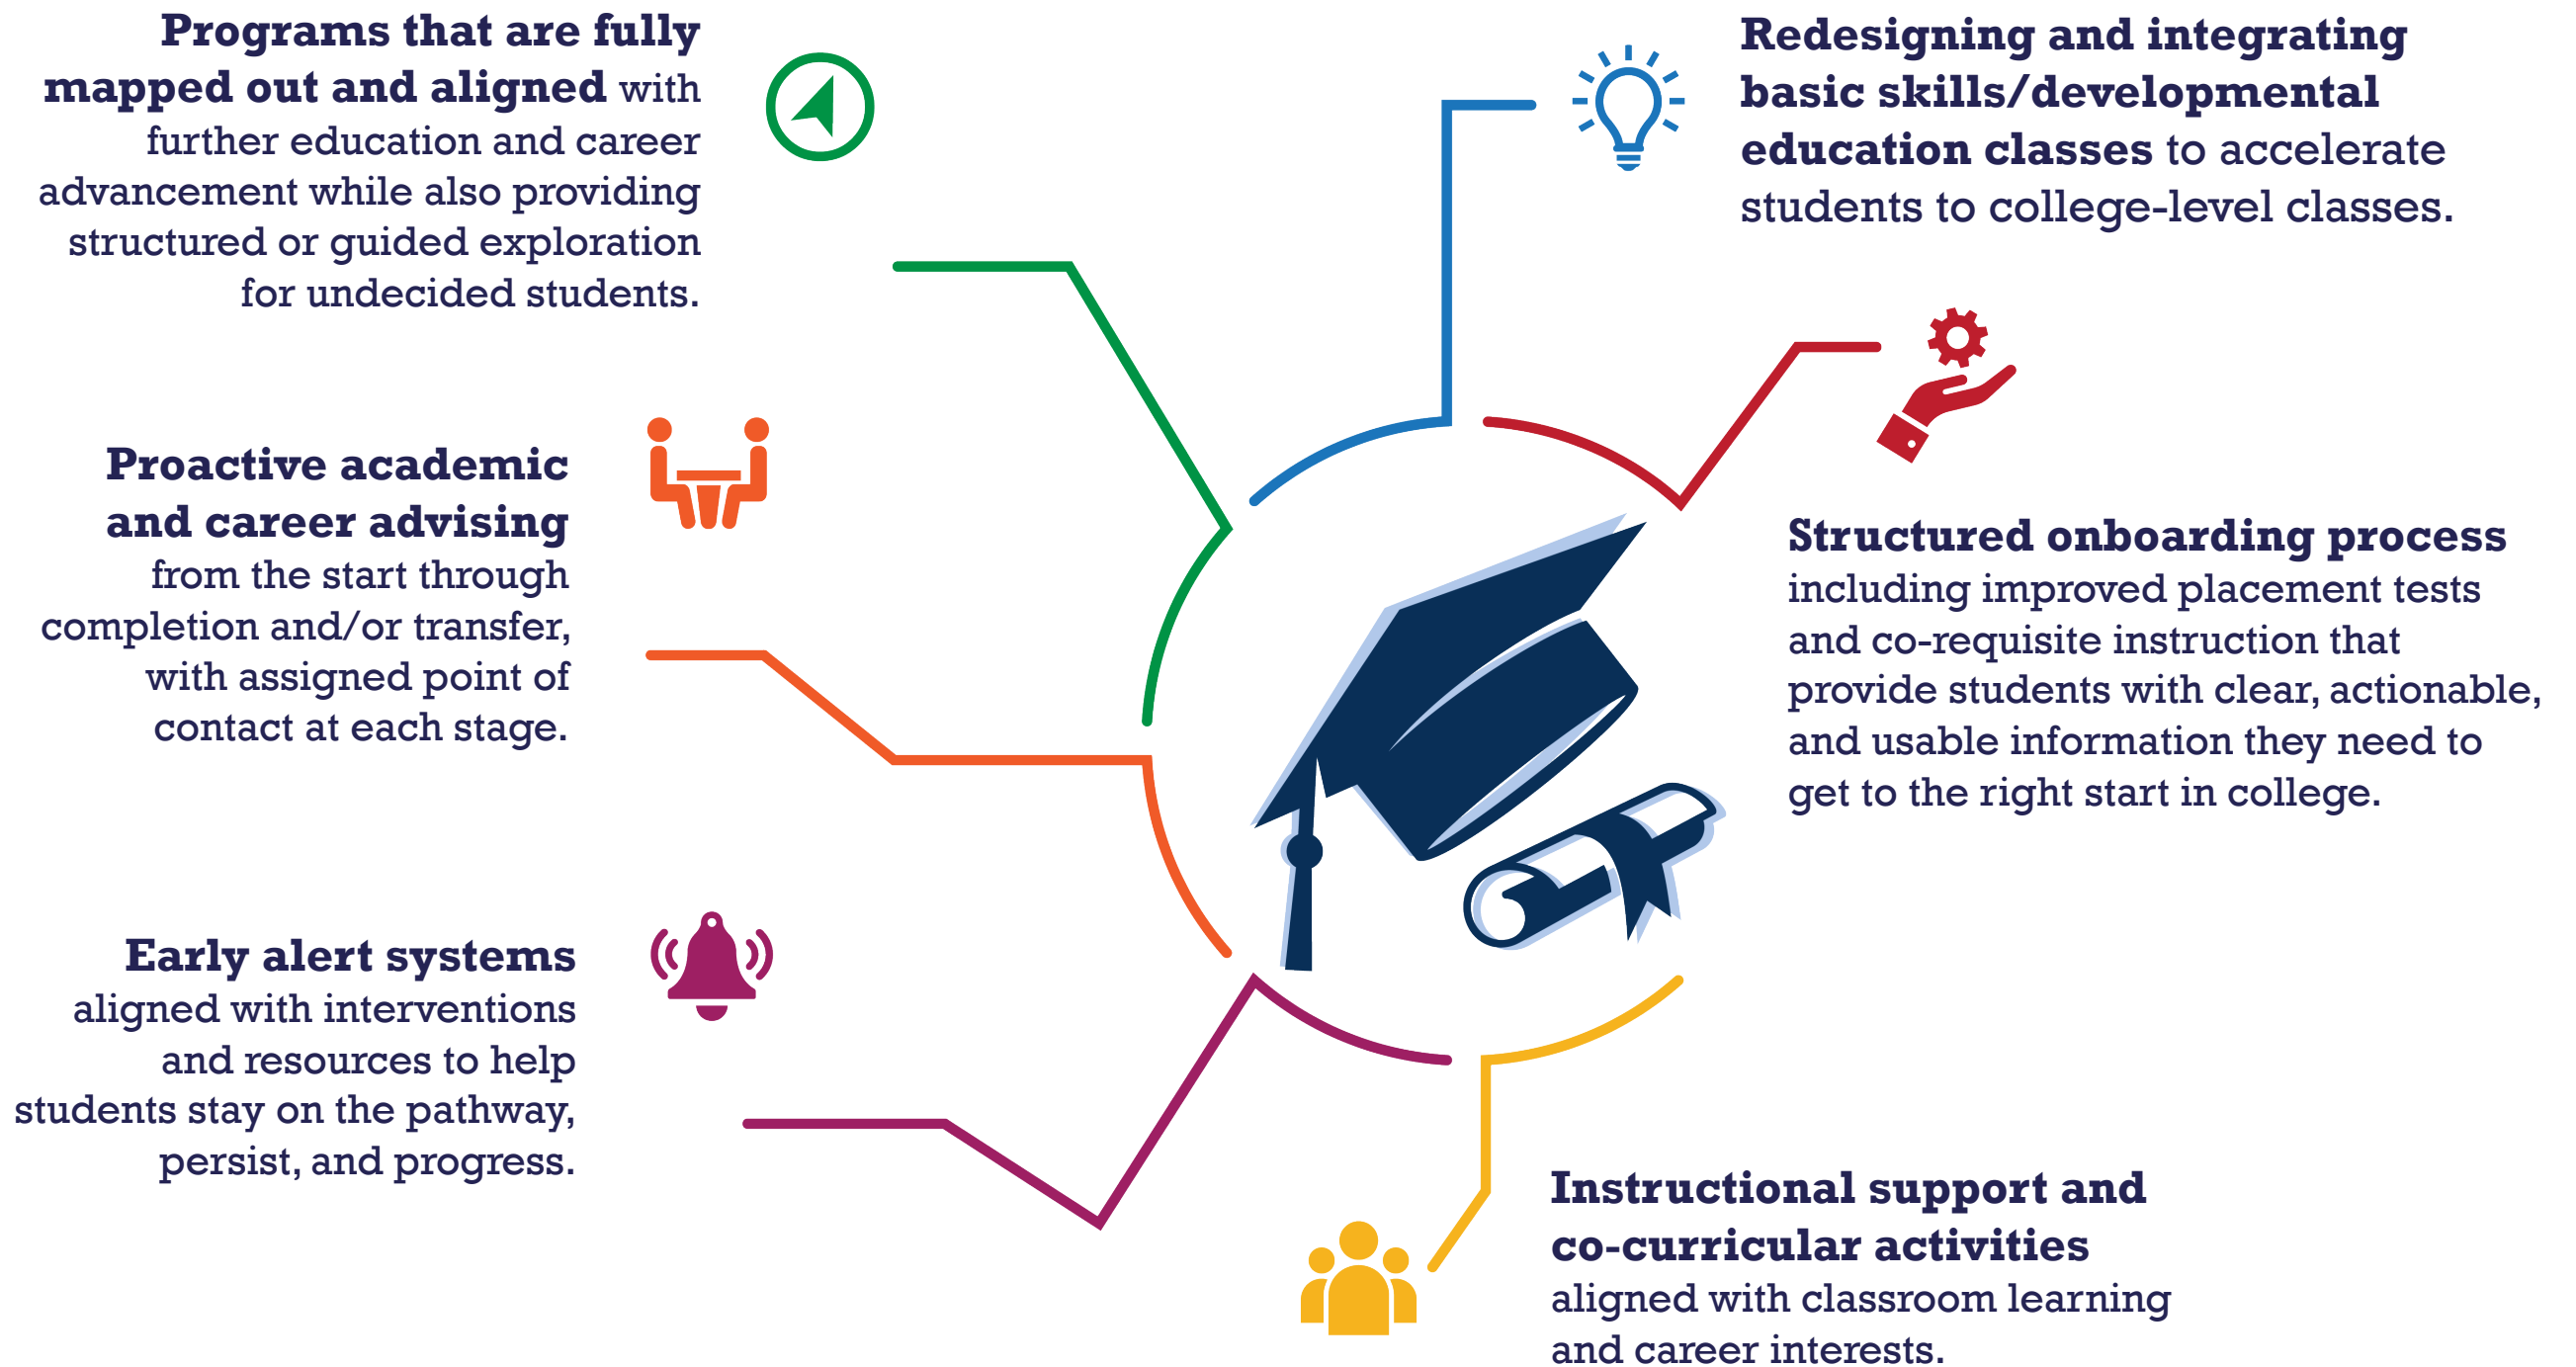 Programs that are fully
mapped out and aligned with
further education and career
advancement while also providing
structured or guided exploration
for undecided students.
Redesigning and integrating
basic skills/developmental
education classes to accelerate
students to college-level classes.
Proactive academic
and career advising
from the start through
completion and/or transfer,
with assigned point of
contact at each stage.
Structured onboarding process
including improved placement tests
and co-requisite instruction that
provide students with clear, actionable,
and usable information they need to
get to the right start in college.
Early alert systems
aligned with interventions
and resources to help
students stay on the pathway,
persist, and progress.
Instructional support and
co-curricular activities
aligned with classroom learning
and career interests.